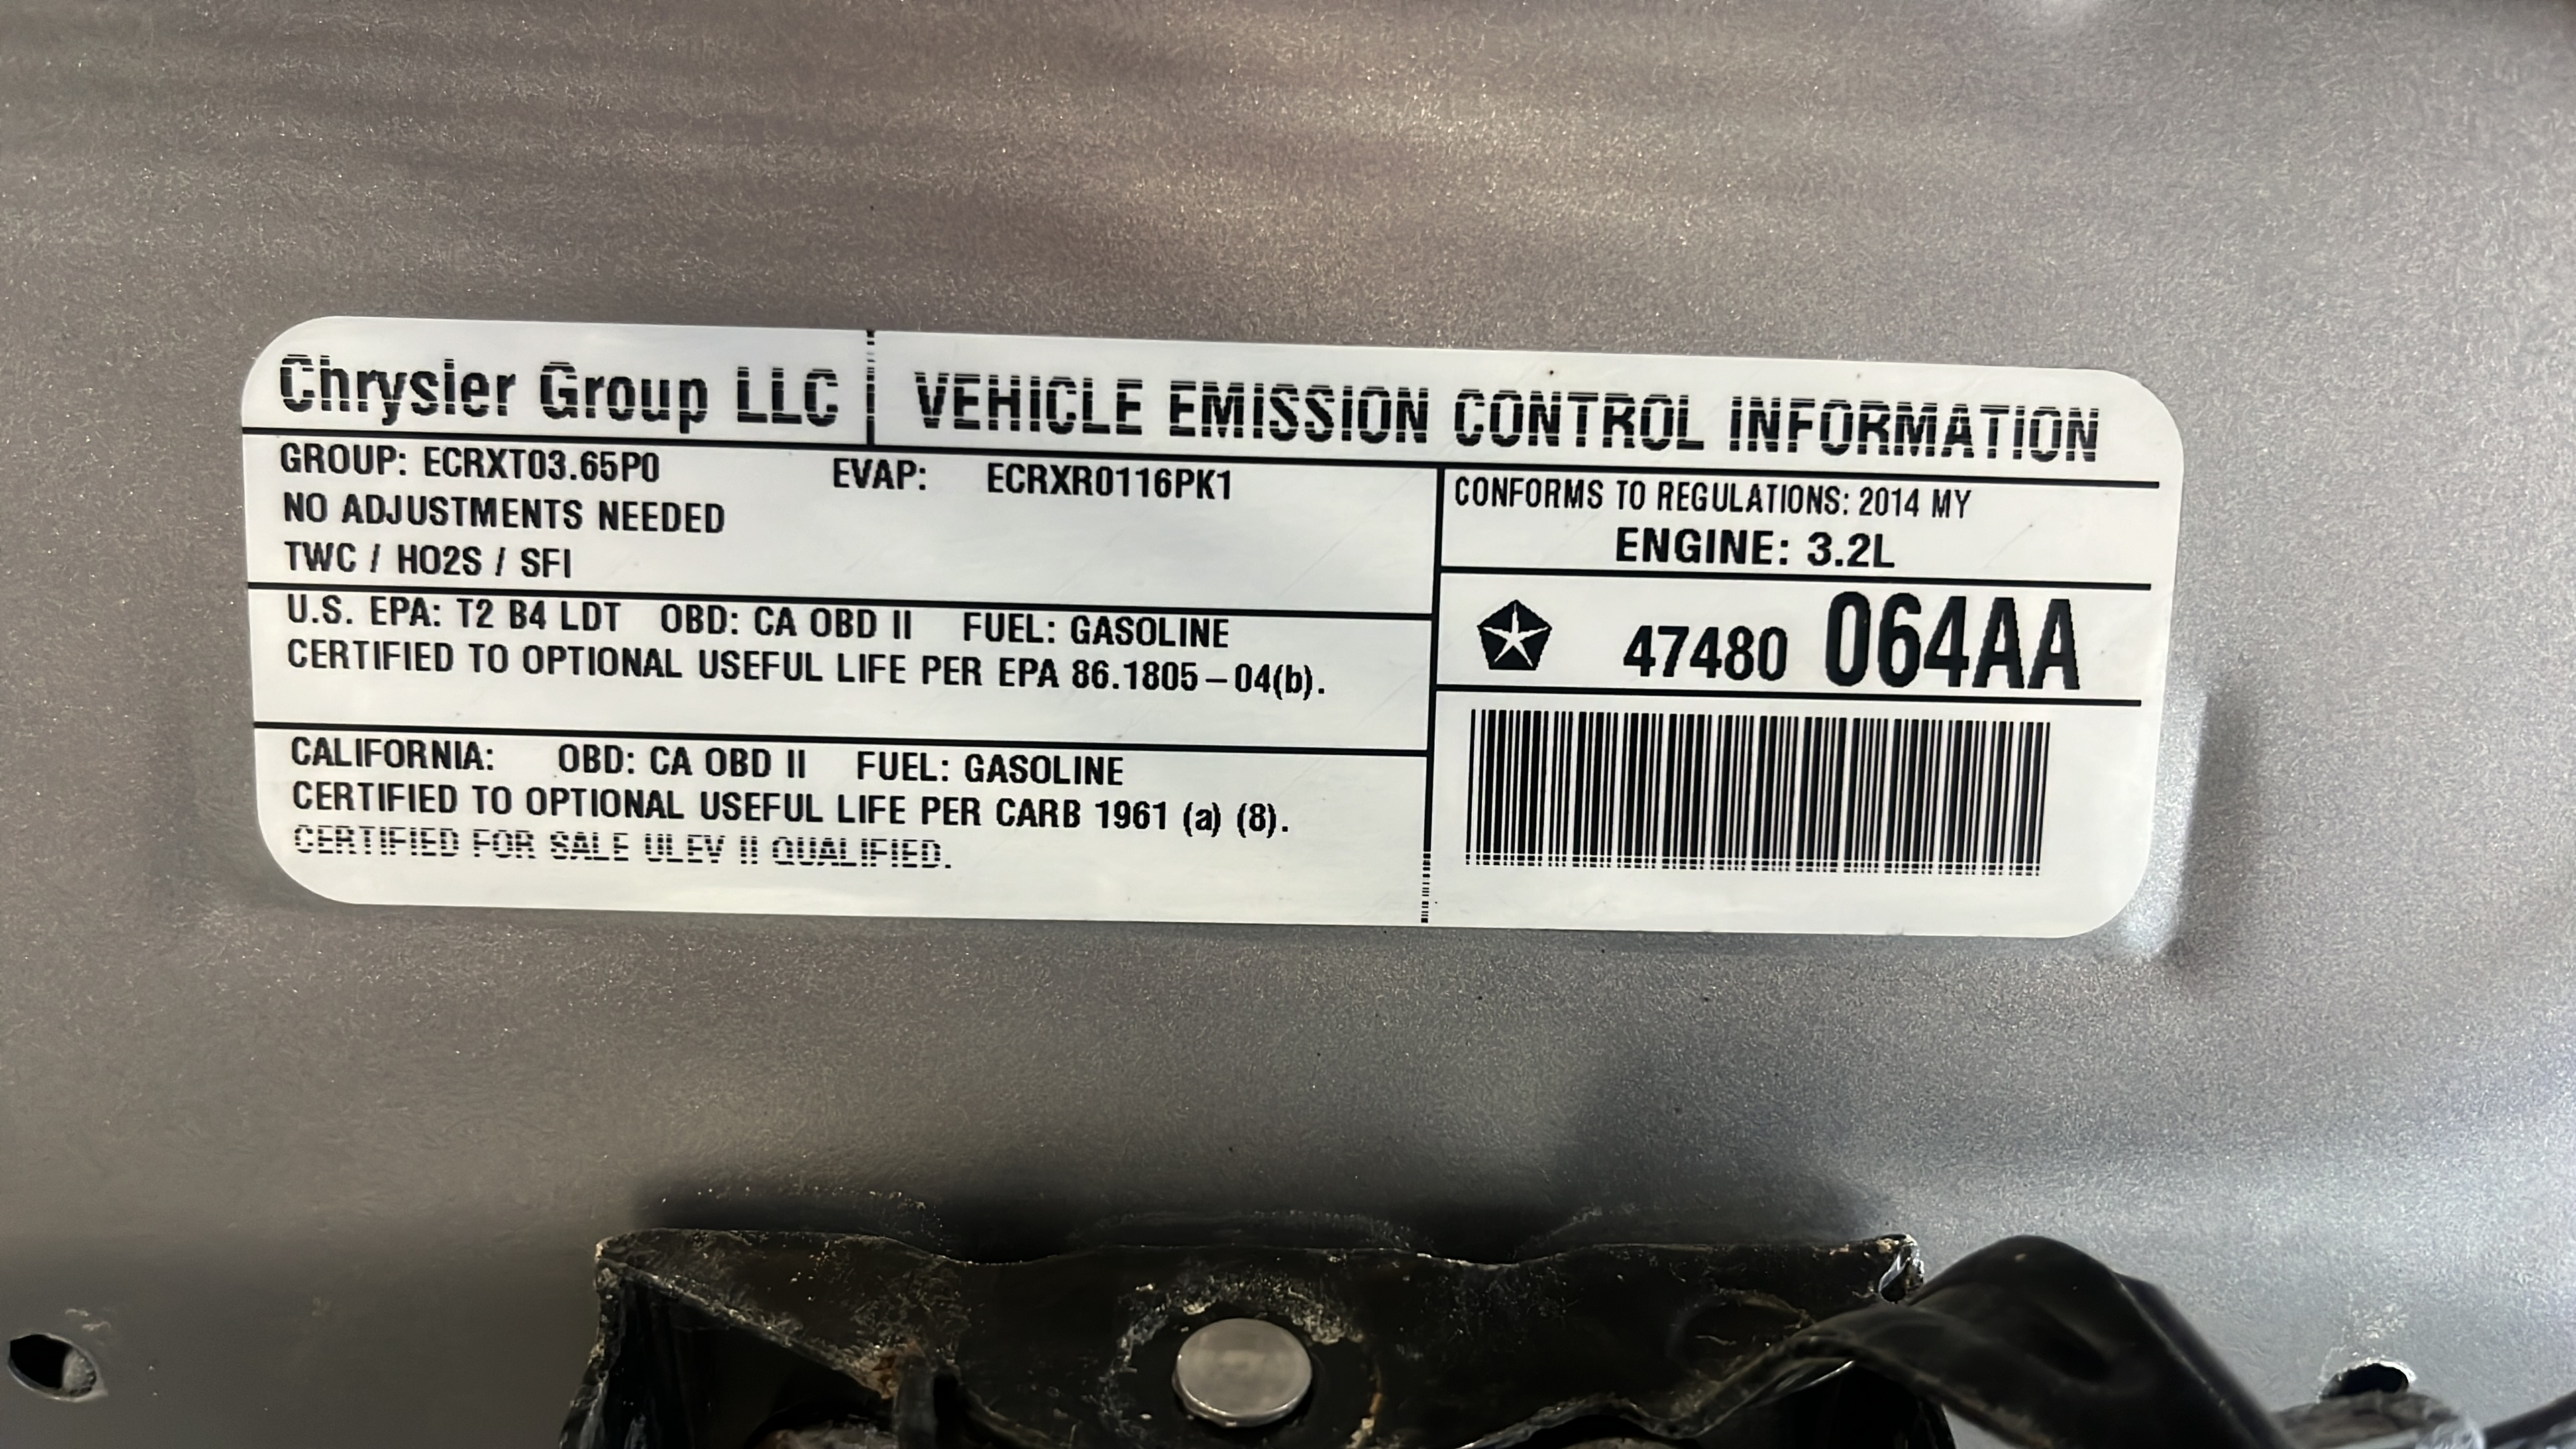 Chrysler Group LLC VEHICLE EMISSION CONTROL INFORMATION
GROUP: ECRXT03.65P0 EVAP: ECRXR0116PK1
NO ADJUSTMENTS NEEDED
TWC / HO2S / SFI
CONFORMS TO REGULATIONS: 2014 MY
ENGINE: 3.2L
U.S. EPA: T2 B4 LDT OBD: CA OBD II FUEL: GASOLINE
CERTIFIED TO OPTIONAL USEFUL LIFE PER EPA 86.1805–04(b).
47480 064AA
CALIFORNIA: OBD: CA OBD II FUEL: GASOLINE
CERTIFIED TO OPTIONAL USEFUL LIFE PER CARB 1961 (a) (8).
CERTIFIED FOR SALE ULEV II QUALIFIED.